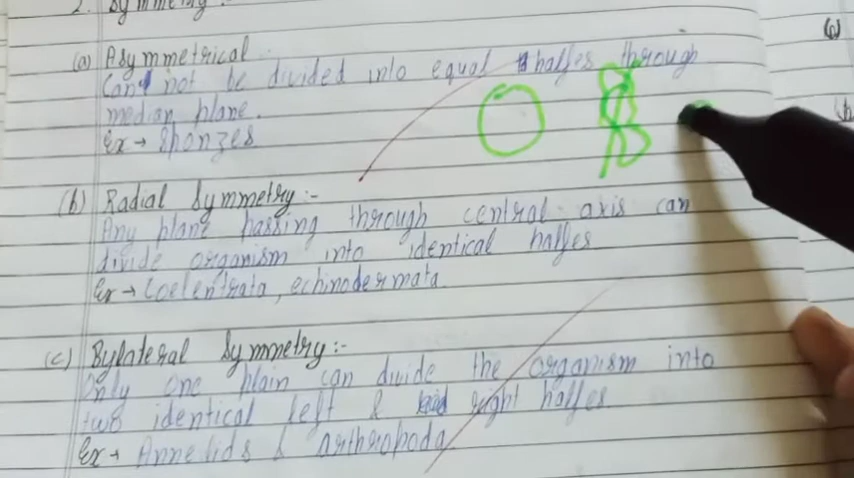 2. Symmetry:
(a) Asymmetrical
Can not be divided into equal halfes through
median plane.
Ex → Sponzes
(b) Radial Symmetry :-
Any plane passing through central axis can
divide organism into identical halfes
Ex → Coelentrata, echinodermata.
(c) Bylateral Symmetry :-
Only one plain can divide the organism into
two identical left & right halfes
Ex → Annelids & arthropoda